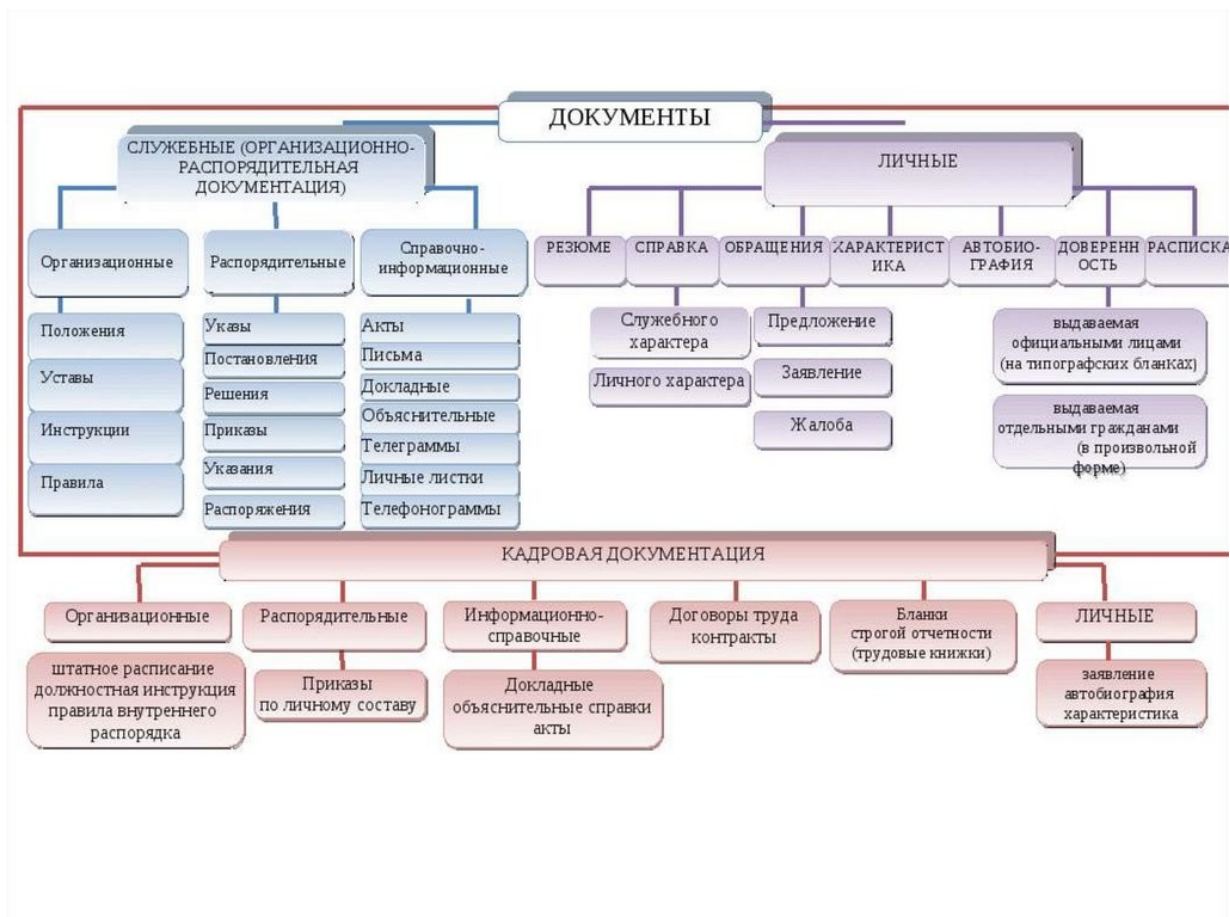 ДОКУМЕНТЫ
СЛУЖЕБНЫЕ (ОРГАНИЗАЦИОННО-
РАСПОРЯДИТЕЛЬНАЯ
ДОКУМЕНТАЦИЯ)
ЛИЧНЫЕ
Организационные
Распорядительные
Справочно-
информационные
РЕЗЮМЕ
СПРАВКА
ОБРАЩЕНИЯ
ХАРАКТЕРИСТ
ИКА
АВТОБИО-
ГРАФИЯ
ДОВЕРЕНН
ОСТЬ
РАСПИСКА
Положения
Уставы
Инструкции
Правила
Указы
Постановления
Решения
Приказы
Указания
Распоряжения
Акты
Письма
Докладные
Объяснительные
Телеграммы
Личные листки
Телефонограммы
Служебного
характера
Личного характера
Предложение
Заявление
Жалоба
выдаваемая
официальными лицами
(на типографских бланках)
выдаваемая
отдельными гражданами
(в произвольной
форме)
КАДРОВАЯ ДОКУМЕНТАЦИЯ
Организационные
Распорядительные
Информационно-
справочные
Договоры труда
контракты
Бланки
строгой отчетности
(трудовые книжки)
ЛИЧНЫЕ
штатное расписание
должностная инструкция
правила внутреннего
распорядка
Приказы
по личному составу
Докладные
объяснительные справки
акты
заявление
автобиография
характеристика